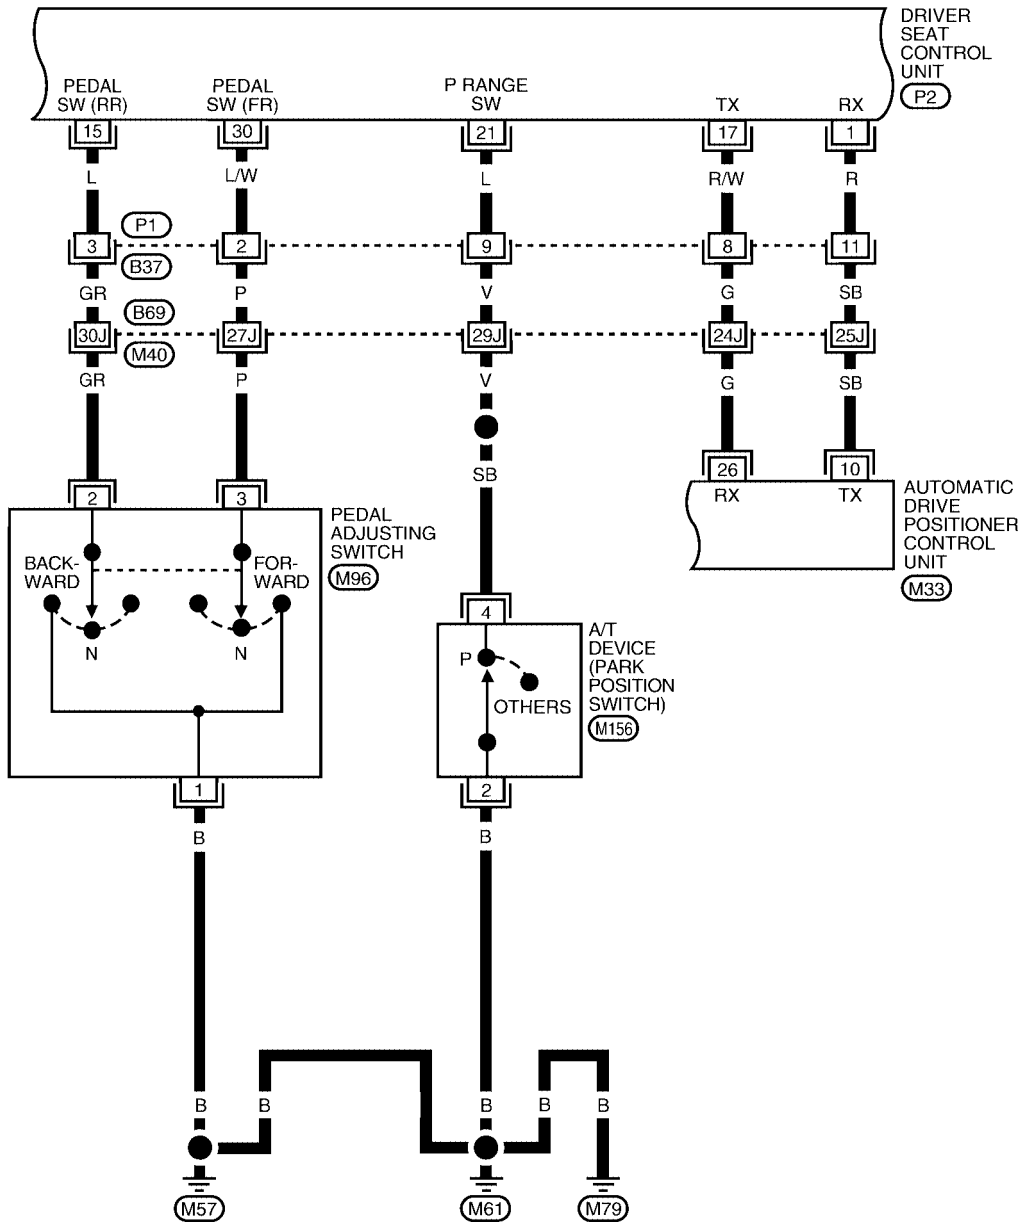 DRIVER
SEAT
CONTROL
UNIT
P2
PEDAL
SW (RR)
PEDAL
SW (FR)
P RANGE
SW
TX
RX
15
30
21
17
1
L
L/W
L
R/W
R
P1
3
2
9
8
11
B37
GR
P
V
G
SB
B69
30J
27J
29J
24J
25J
M40
GR
P
V
G
SB
SB
2
3
26
10
RX
TX
AUTOMATIC
DRIVE
POSITIONER
CONTROL
UNIT
M33
PEDAL
ADJUSTING
SWITCH
M96
BACK-
WARD
FOR-
WARD
N
N
4
A/T
DEVICE
(PARK
POSITION
SWITCH)
M156
P
OTHERS
1
2
B
B
B
B
B
B
B
M57
M61
M79